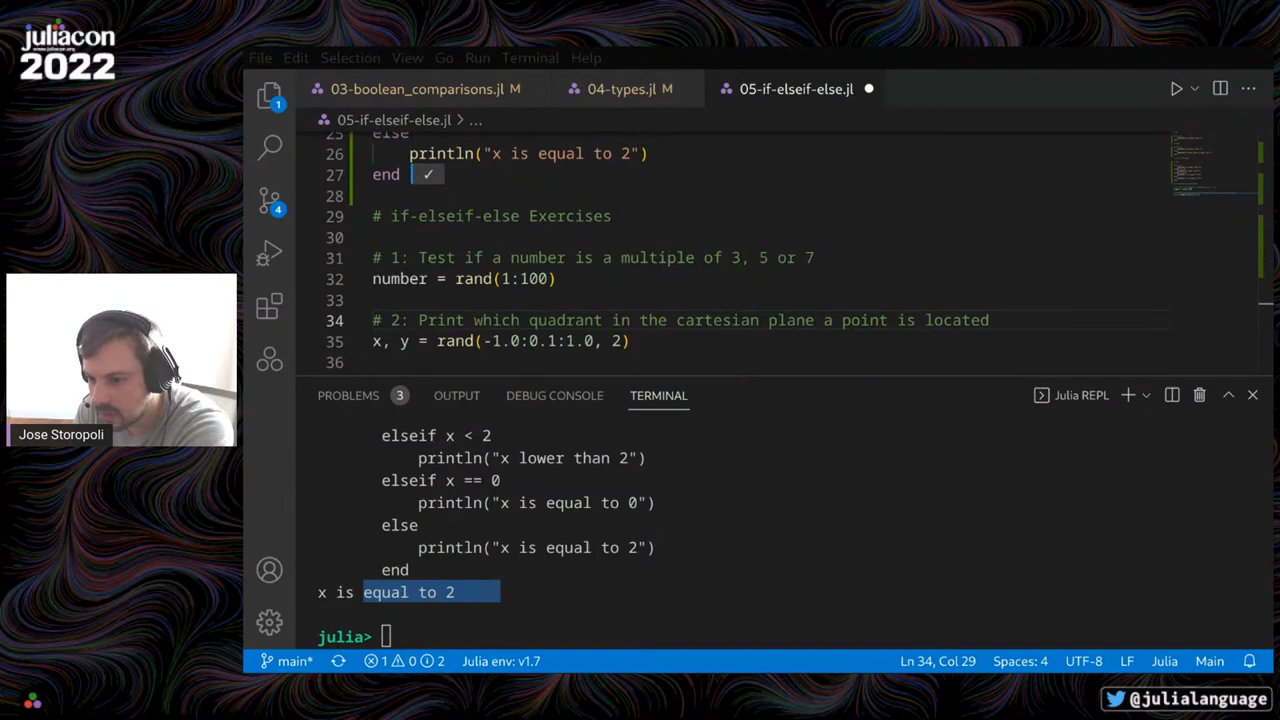 juliacon
www.juliacon.org
2022
File Edit Selection View Go Run Terminal Help
03-boolean_comparisons.jl M
04-types.jl M
05-if-elseif-else.jl
05-if-elseif-else.jl > ...
25 else
26 println("x is equal to 2")
27 end ✓
28
29 # if-elseif-else Exercises
30
31 # 1: Test if a number is a multiple of 3, 5 or 7
32 number = rand(1:100)
33
34 # 2: Print which quadrant in the cartesian plane a point is located
35 x, y = rand(-1.0:0.1:1.0, 2)
36
1
4
Jose Storopoli
PROBLEMS 3 OUTPUT DEBUG CONSOLE TERMINAL Julia REPL
elseif x < 2
println("x lower than 2")
elseif x == 0
println("x is equal to 0")
else
println("x is equal to 2")
end
x is equal to 2
julia>
main* 1 0 2 Julia env: v1.7 Ln 34, Col 29 Spaces: 4 UTF-8 LF Julia Main
@julialanguage